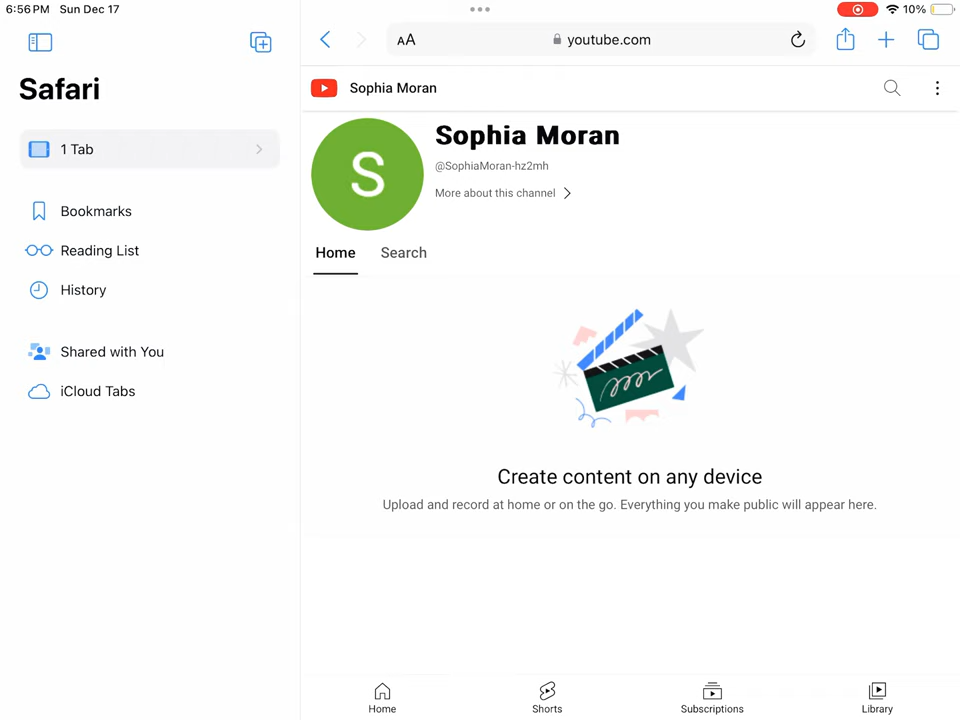 6:56 PM Sun Dec 17
10%
Safari
1 Tab
Bookmarks
Reading List
History
Shared with You
iCloud Tabs
AA
youtube.com
Sophia Moran
S
Sophia Moran
@SophiaMoran-hz2mh
More about this channel
Home Search
Create content on any device
Upload and record at home or on the go. Everything you make public will appear here.
Home Shorts Subscriptions Library